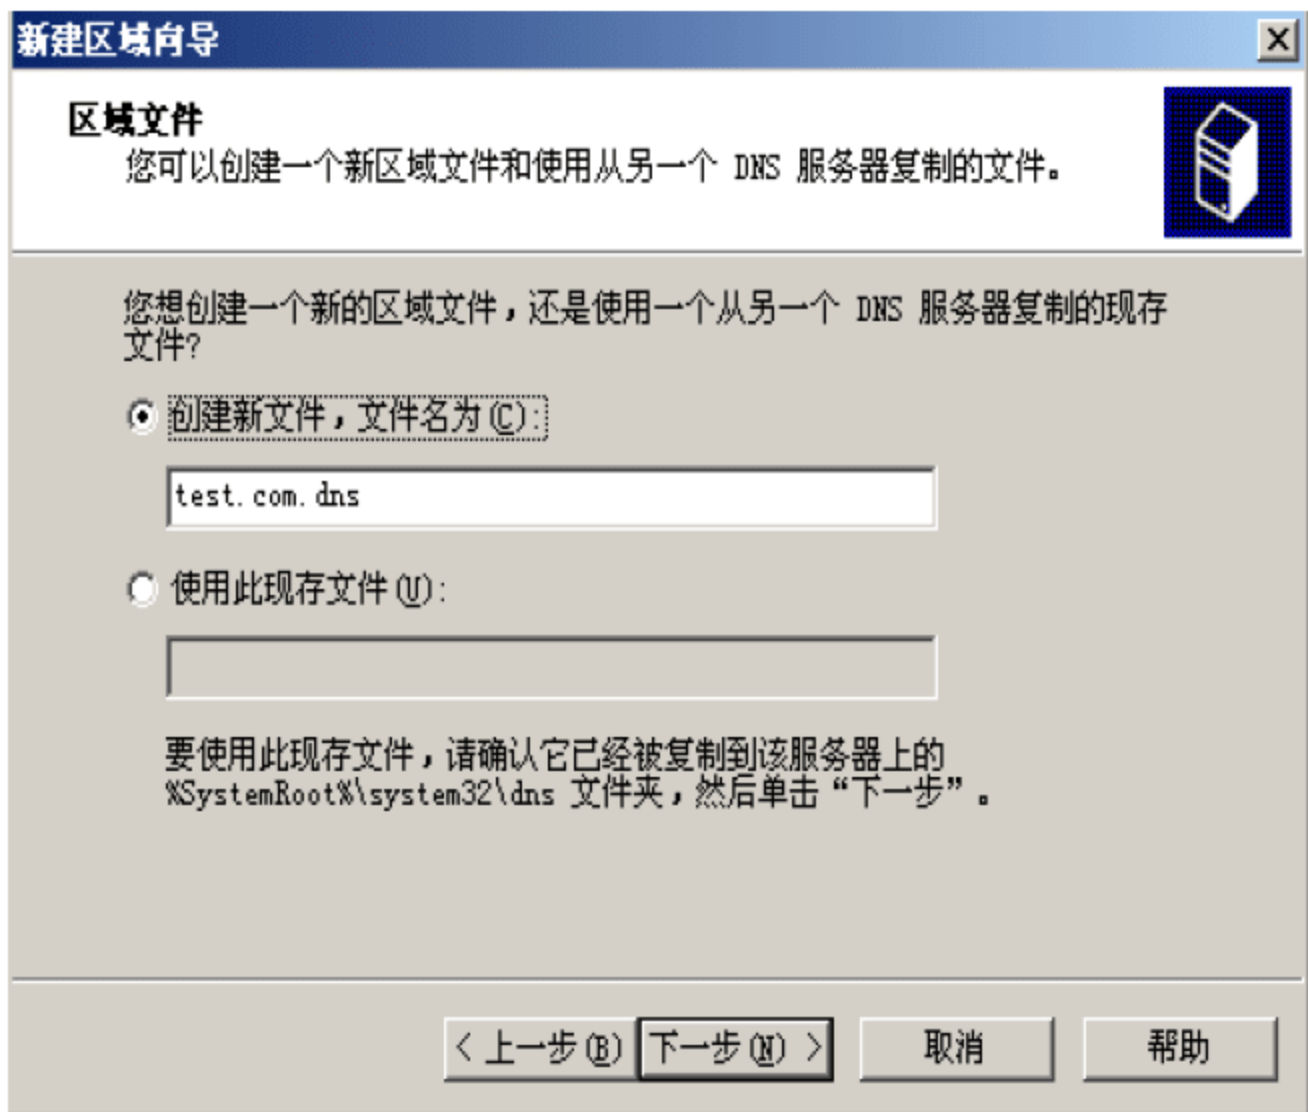 新建区域向导
区域文件
您可以创建一个新区域文件和使用从另一个 DNS 服务器复制的文件。
您想创建一个新的区域文件，还是使用一个从另一个 DNS 服务器复制的现存
文件?
创建新文件，文件名为(C):
test.com.dns
使用此现存文件(U):
要使用此现存文件，请确认它已经被复制到该服务器上的
%SystemRoot%\system32\dns 文件夹，然后单击“下一步”。
< 上一步(B) 下一步(N) > 取消 帮助